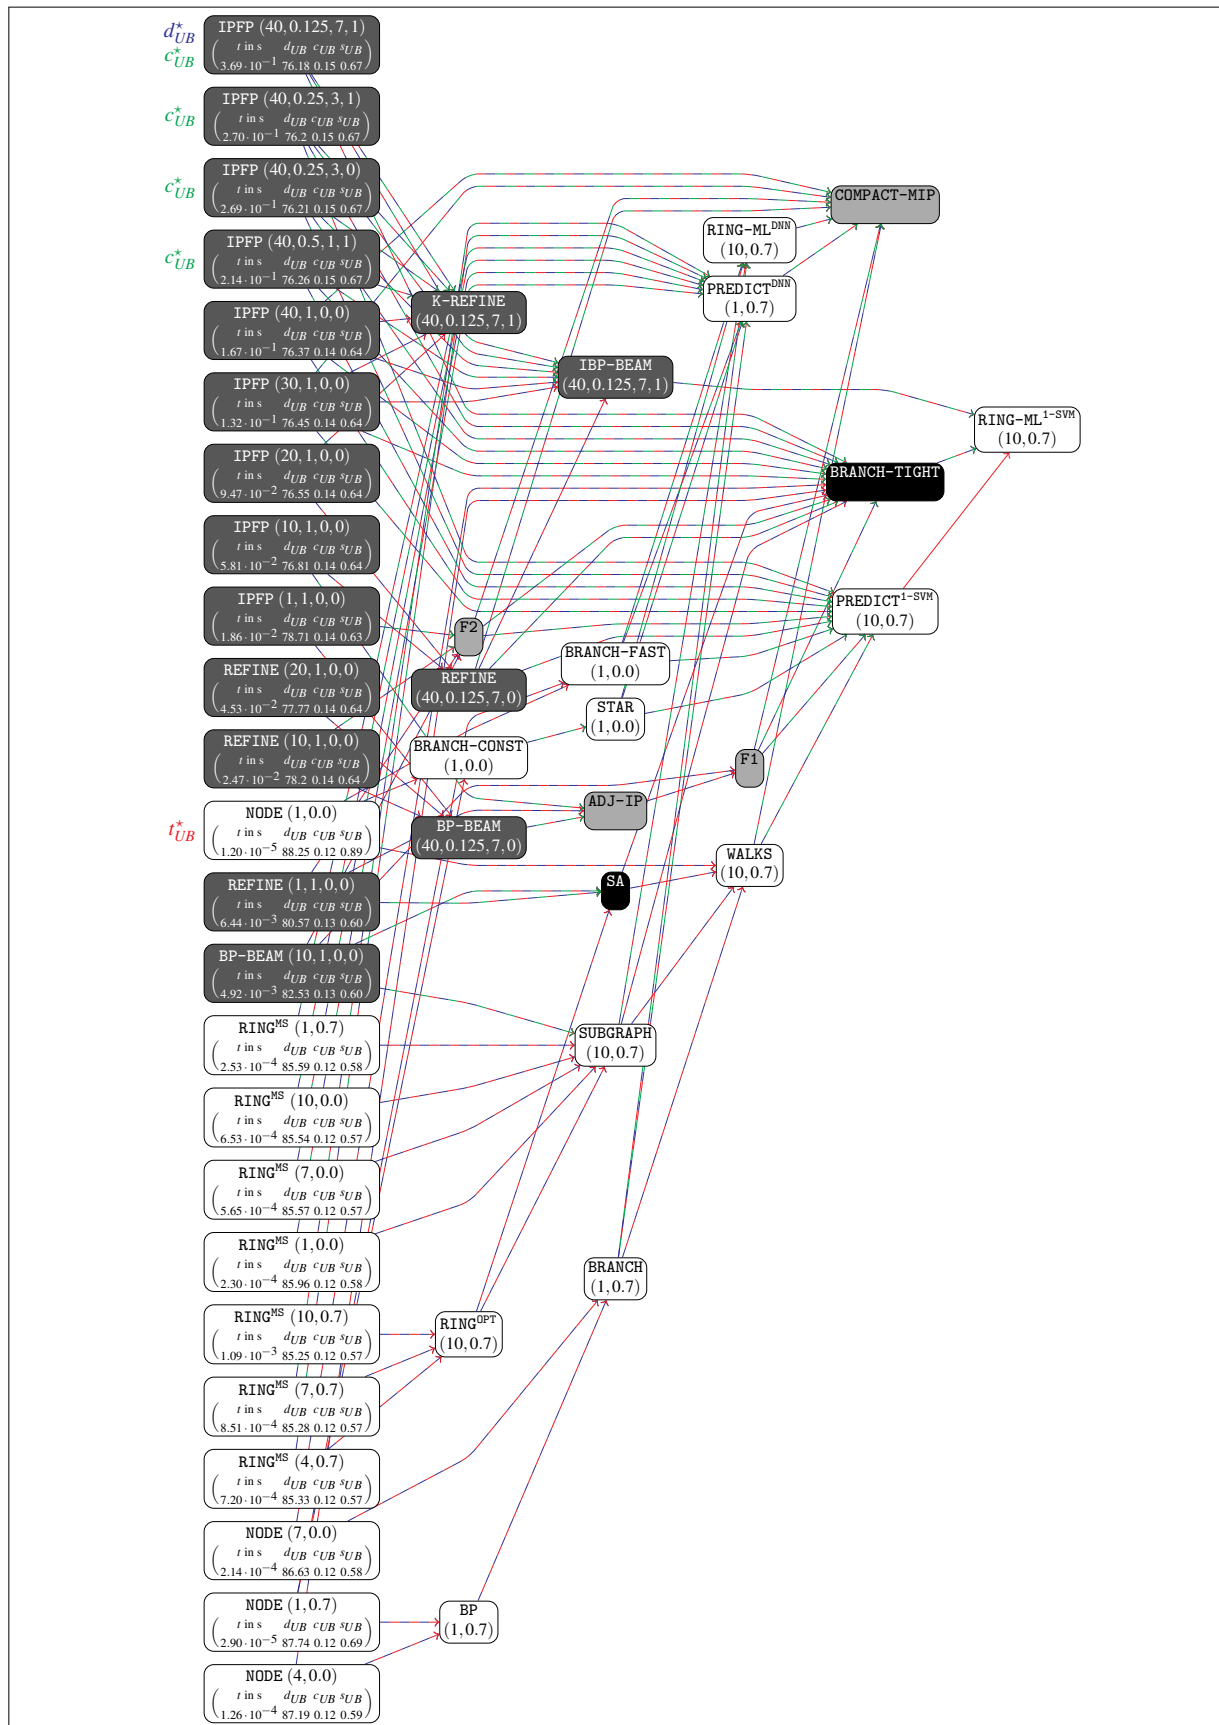 d⋆UB
c⋆UB
IPFP (40,0.125,7,1)
t in s dUB cUB sUB
3.69·10−1 76.18 0.15 0.67
c⋆UB
IPFP (40,0.25,3,1)
t in s dUB cUB sUB
2.70·10−1 76.2 0.15 0.67
c⋆UB
IPFP (40,0.25,3,0)
t in s dUB cUB sUB
2.69·10−1 76.21 0.15 0.67
c⋆UB
IPFP (40,0.5,1,1)
t in s dUB cUB sUB
2.14·10−1 76.26 0.15 0.67
IPFP (40,1,0,0)
t in s dUB cUB sUB
1.67·10−1 76.37 0.14 0.64
IPFP (30,1,0,0)
t in s dUB cUB sUB
1.32·10−1 76.45 0.14 0.64
IPFP (20,1,0,0)
t in s dUB cUB sUB
9.47·10−2 76.55 0.14 0.64
IPFP (10,1,0,0)
t in s dUB cUB sUB
5.81·10−2 76.81 0.14 0.64
IPFP (1,1,0,0)
t in s dUB cUB sUB
1.86·10−2 78.71 0.14 0.63
REFINE (20,1,0,0)
t in s dUB cUB sUB
4.53·10−2 77.77 0.14 0.64
REFINE (10,1,0,0)
t in s dUB cUB sUB
2.47·10−2 78.2 0.14 0.64
t⋆UB
NODE (1,0.0)
t in s dUB cUB sUB
1.20·10−5 88.25 0.12 0.89
REFINE (1,1,0,0)
t in s dUB cUB sUB
6.44·10−3 80.57 0.13 0.60
BP-BEAM (10,1,0,0)
t in s dUB cUB sUB
4.92·10−3 82.53 0.13 0.60
RINGMS (1,0.7)
t in s dUB cUB sUB
2.53·10−4 85.59 0.12 0.58
RINGMS (10,0.0)
t in s dUB cUB sUB
6.53·10−4 85.54 0.12 0.57
RINGMS (7,0.0)
t in s dUB cUB sUB
5.65·10−4 85.57 0.12 0.57
RINGMS (1,0.0)
t in s dUB cUB sUB
2.30·10−4 85.96 0.12 0.58
RINGMS (10,0.7)
t in s dUB cUB sUB
1.09·10−3 85.25 0.12 0.57
RINGMS (7,0.7)
t in s dUB cUB sUB
8.51·10−4 85.28 0.12 0.57
RINGMS (4,0.7)
t in s dUB cUB sUB
7.20·10−4 85.33 0.12 0.57
NODE (7,0.0)
t in s dUB cUB sUB
2.14·10−4 86.63 0.12 0.58
NODE (1,0.7)
t in s dUB cUB sUB
2.90·10−5 87.74 0.12 0.69
NODE (4,0.0)
t in s dUB cUB sUB
1.26·10−4 87.19 0.12 0.59
K-REFINE
(40,0.125,7,1)
F2
REFINE
(40,0.125,7,0)
BRANCH-CONST
(1,0.0)
BP-BEAM
(40,0.125,7,0)
RINGOPT
(10,0.7)
BP
(1,0.7)
IBP-BEAM
(40,0.125,7,1)
BRANCH-FAST
(1,0.0)
STAR
(1,0.0)
ADJ-IP
SA
SUBGRAPH
(10,0.7)
BRANCH
(1,0.7)
RING-MLDNN
(10,0.7)
PREDICTDNN
(1,0.7)
F1
WALKS
(10,0.7)
COMPACT-MIP
BRANCH-TIGHT
PREDICT1-SVM
(10,0.7)
RING-ML1-SVM
(10,0.7)